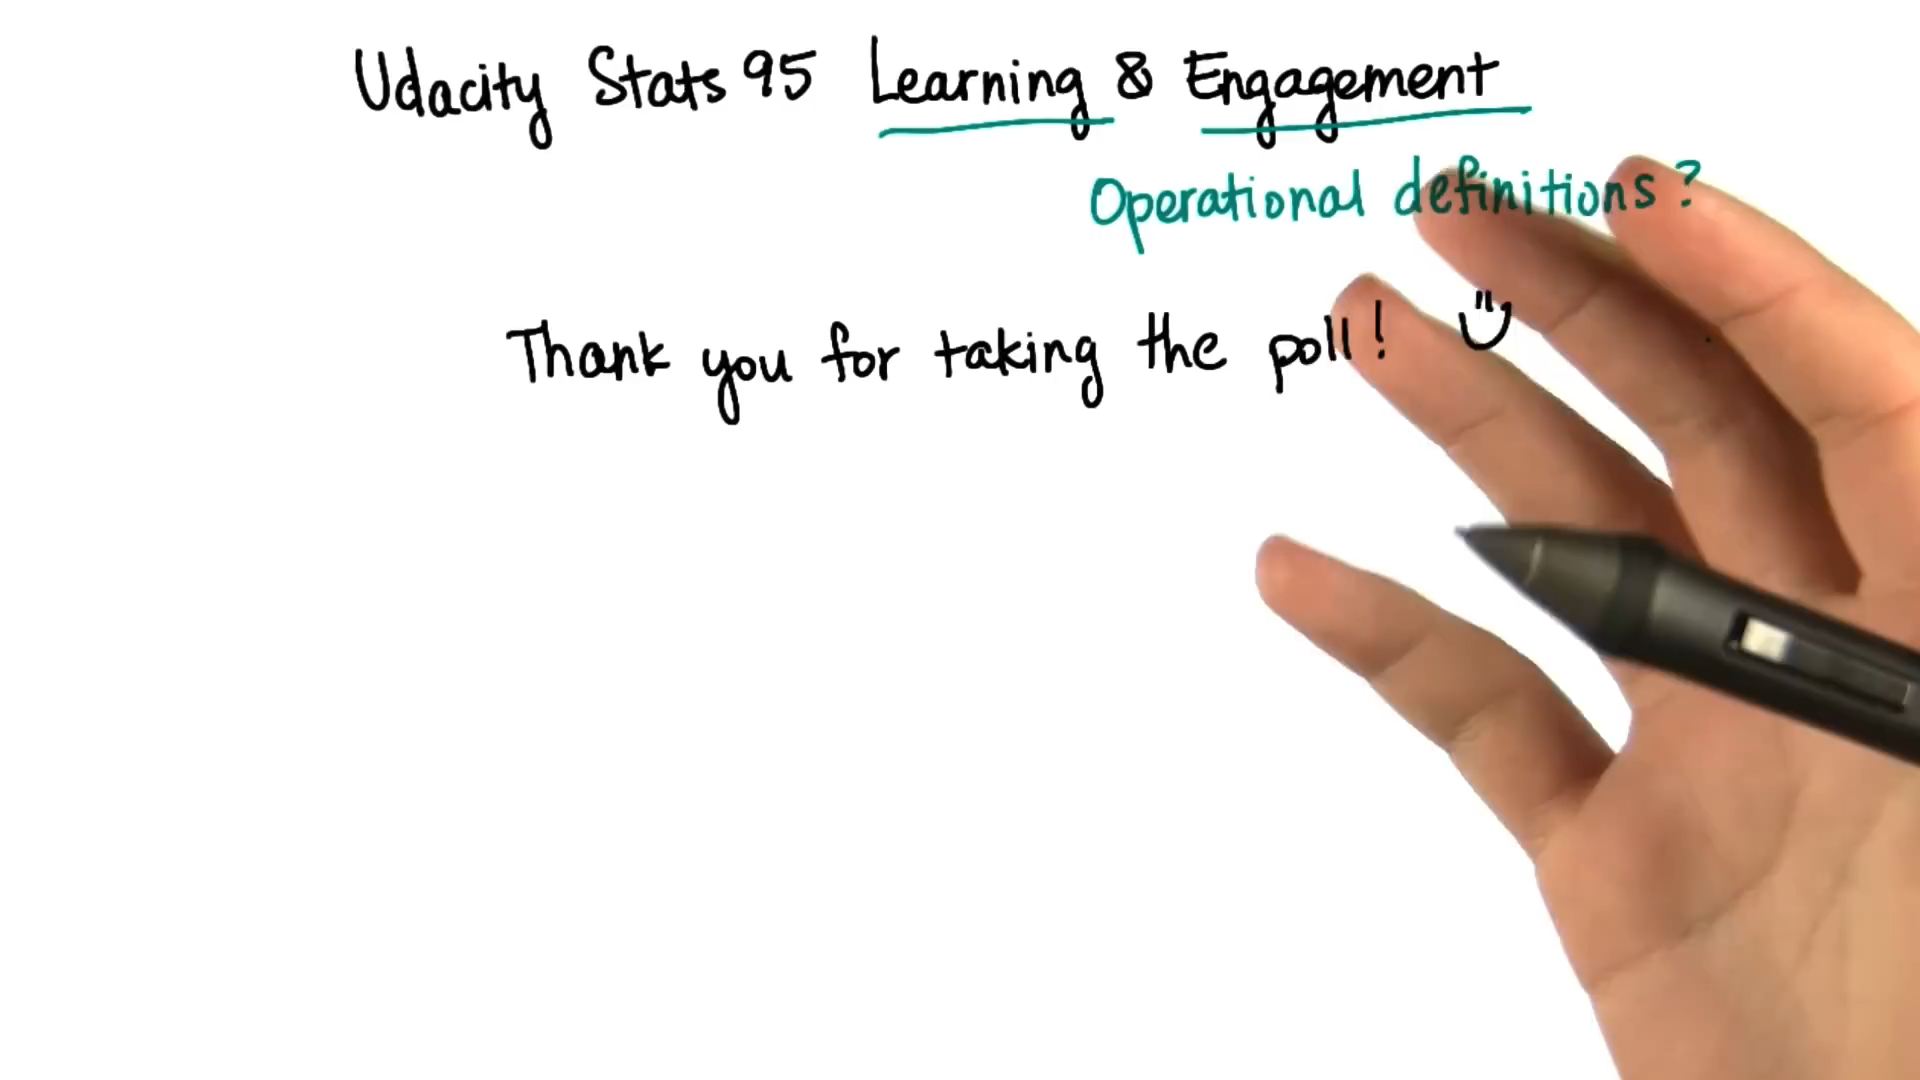 Udacity Stats 95 Learning & Engagement
Operational definitions?
Thank you for taking the poll!